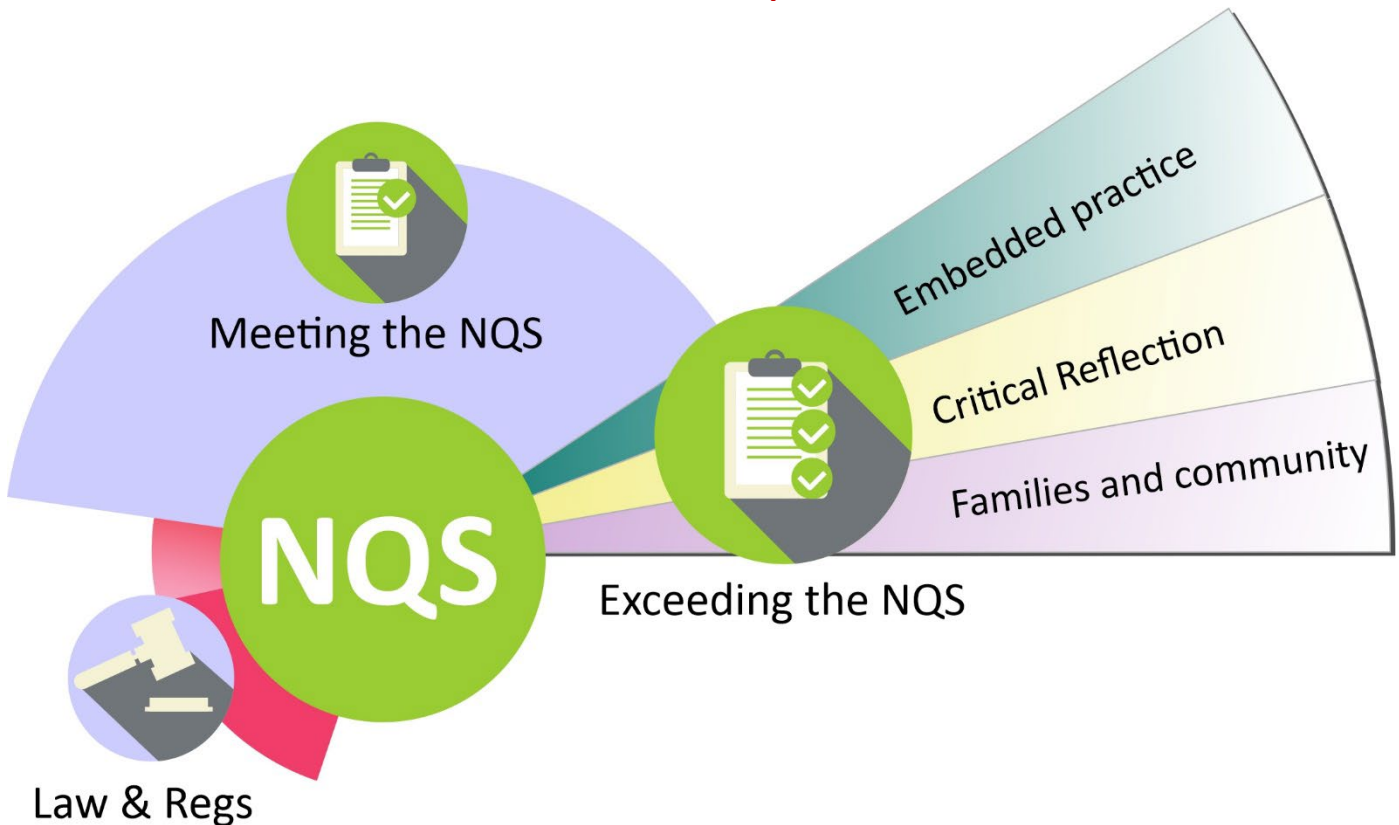 Meeting the NQS
Embedded practice
Critical Reflection
Families and community
NQS
Exceeding the NQS
Law & Regs